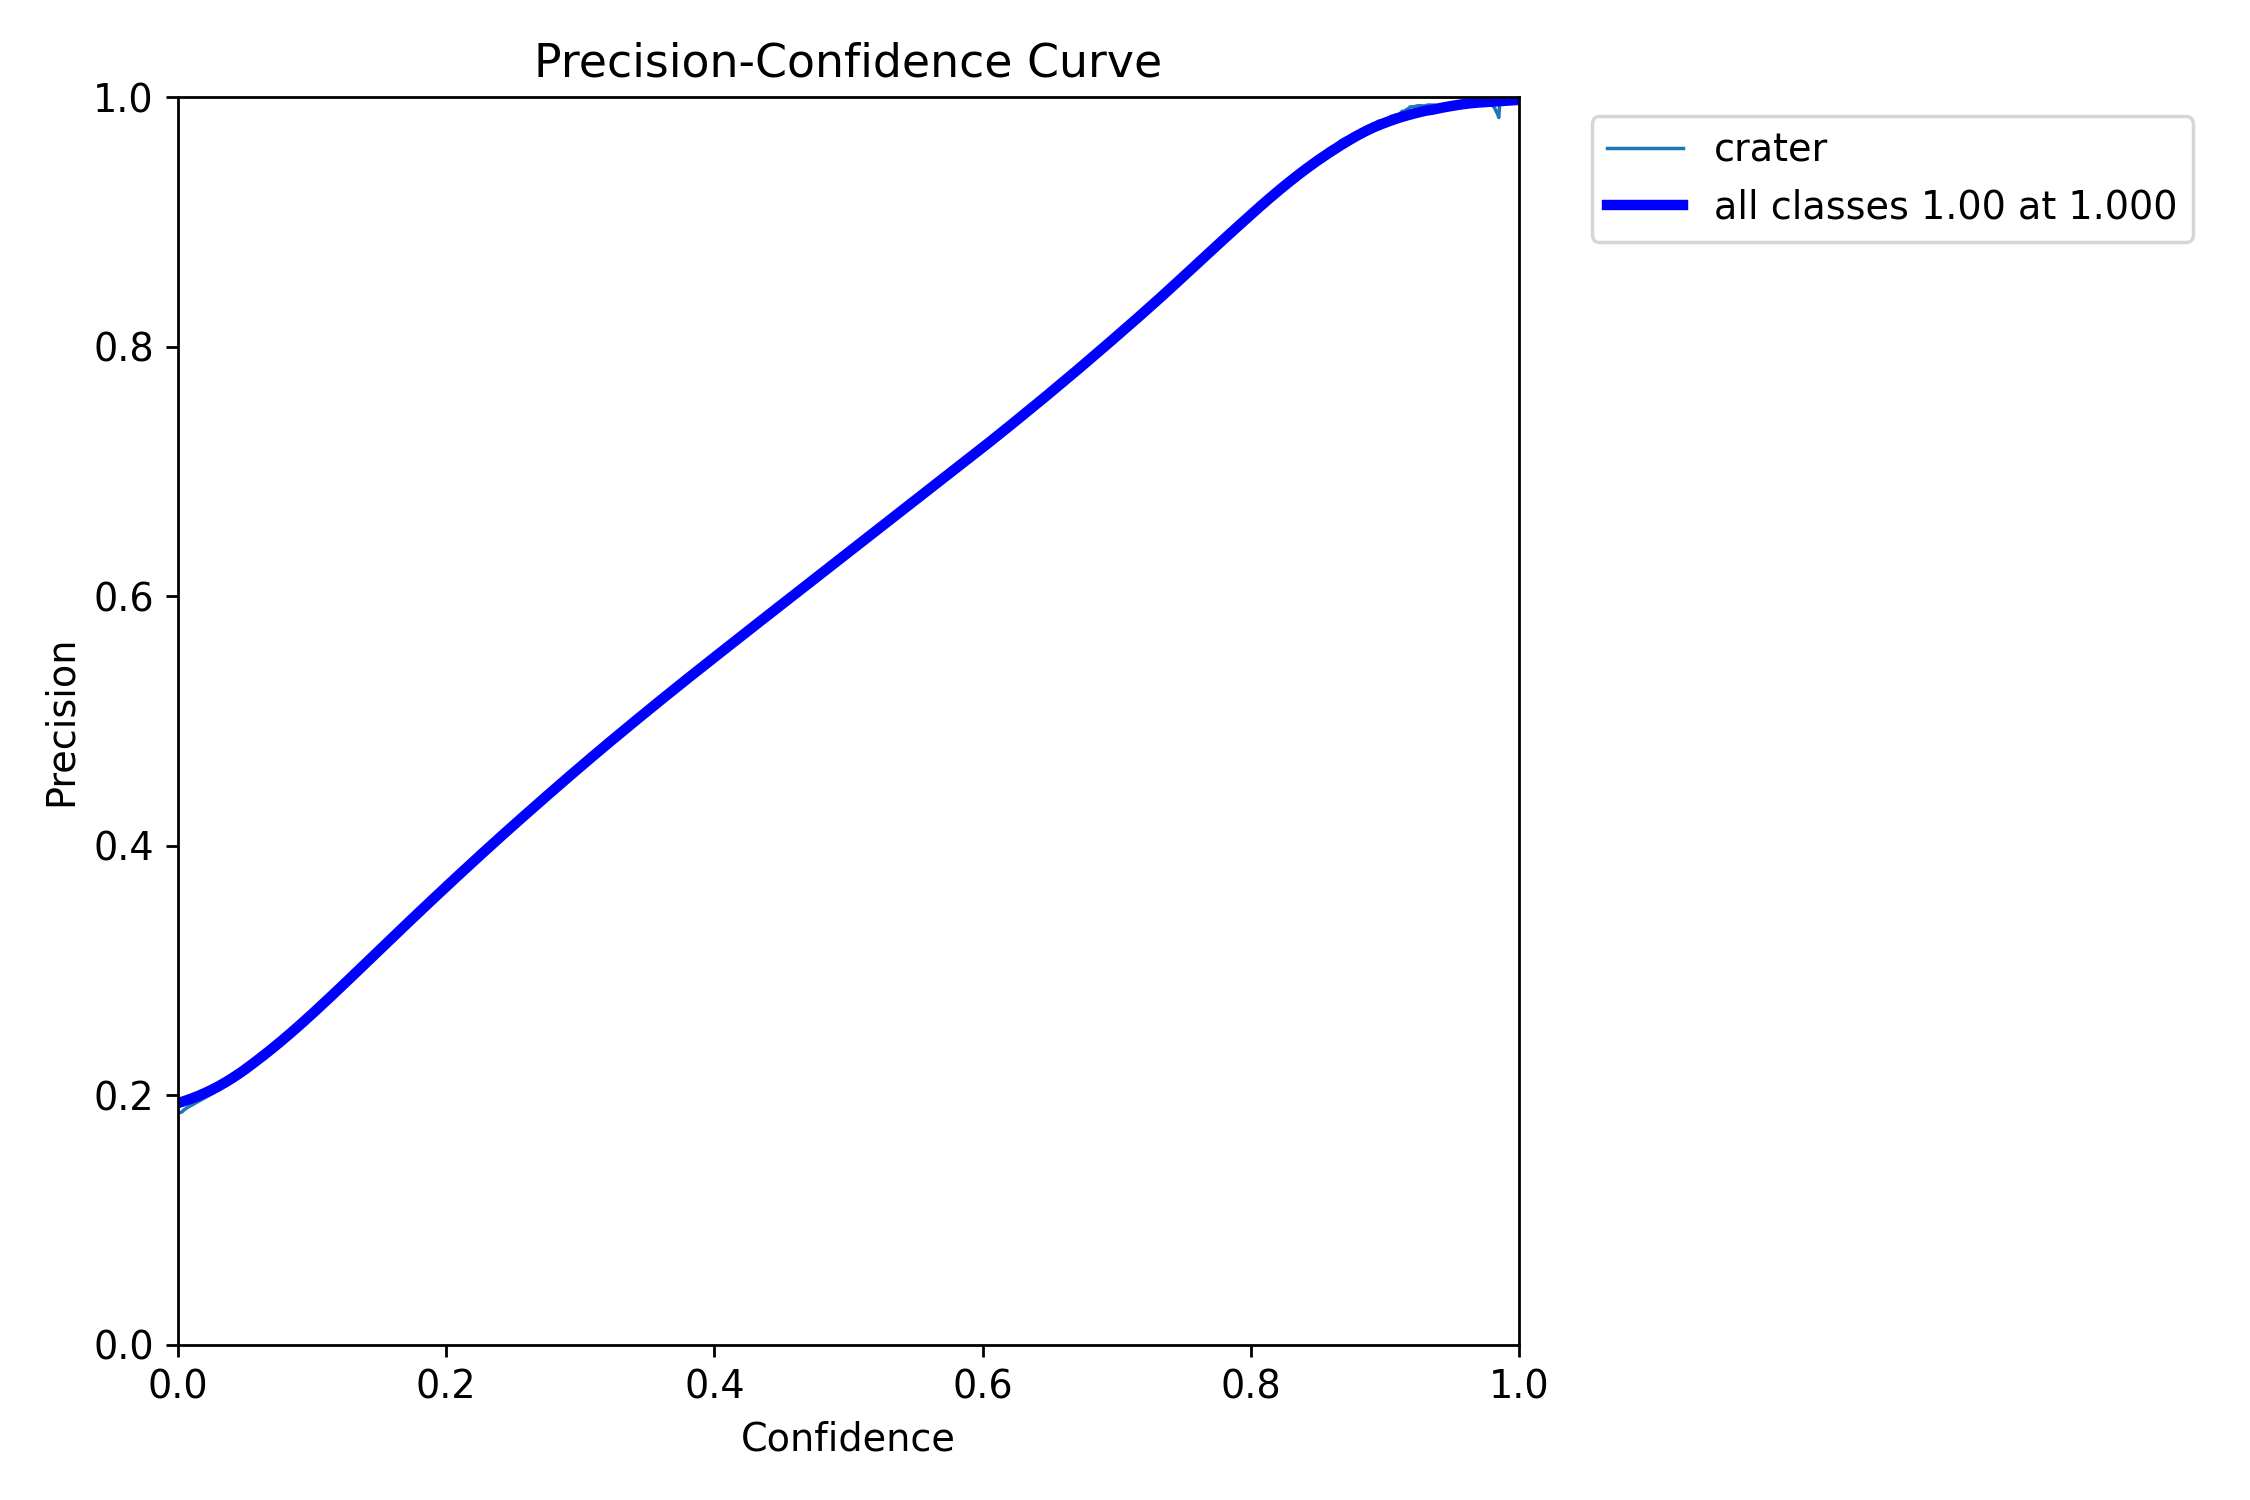 Precision-Confidence Curve
1.0
0.8
0.6
0.4
0.2
0.0
Precision
0.0 0.2 0.4 0.6 0.8 1.0
Confidence
crater
all classes 1.00 at 1.000